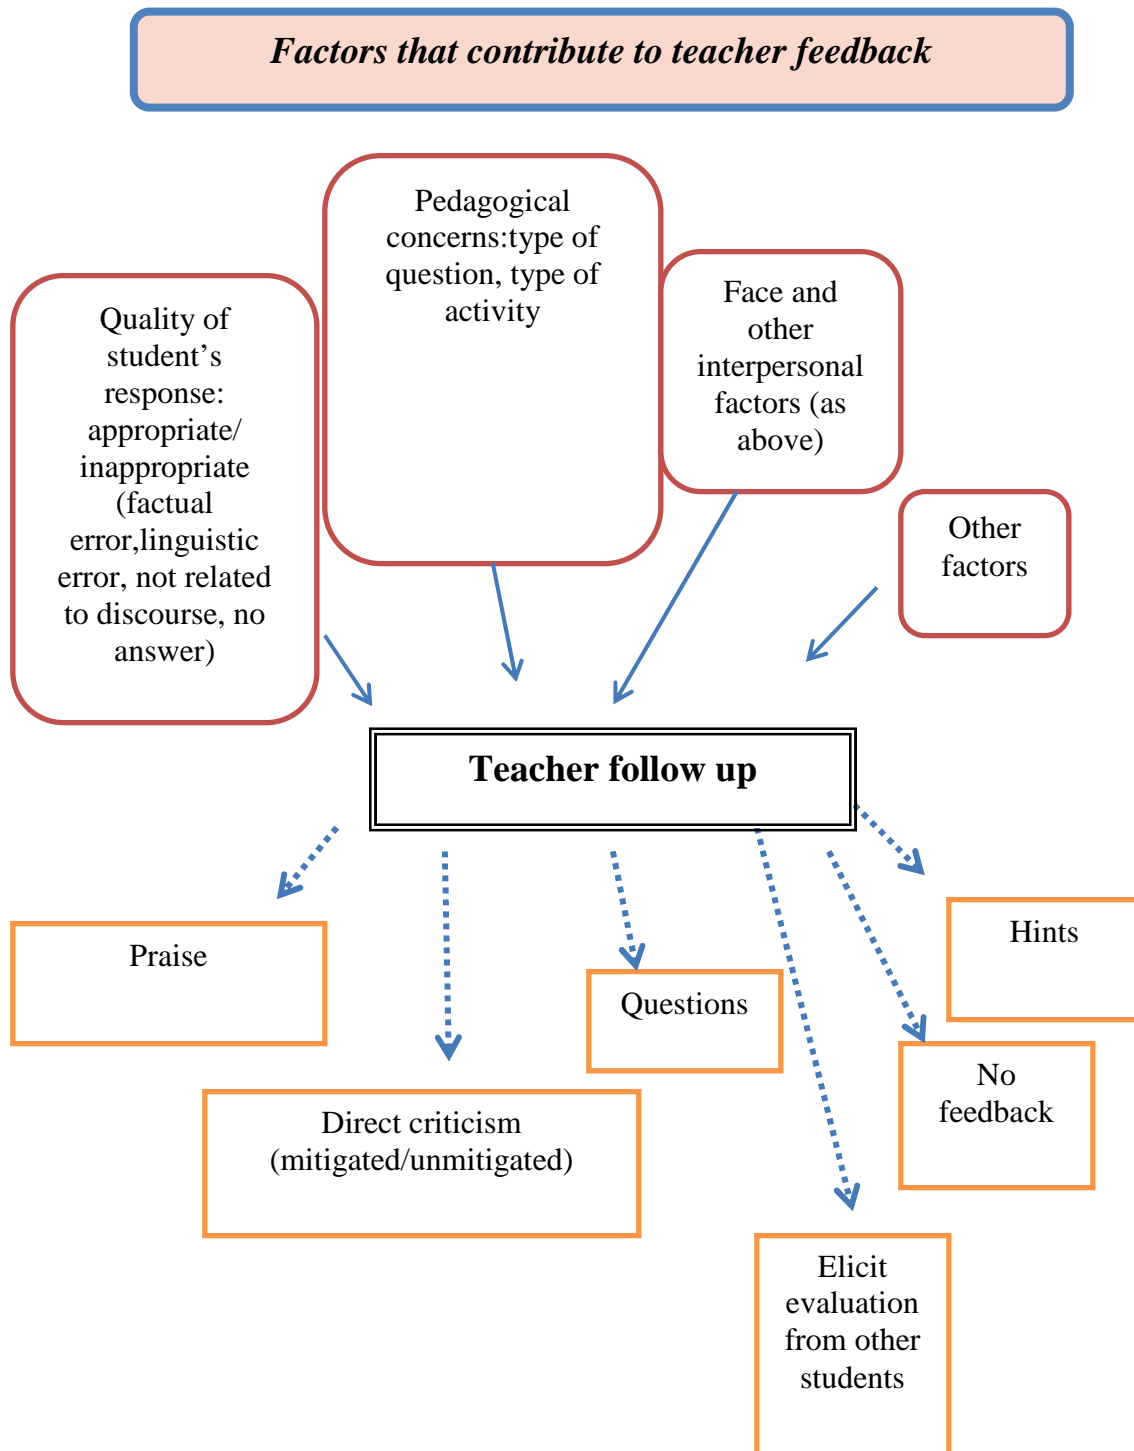 Factors that contribute to teacher feedback
Pedagogical
concerns:type of
question, type of
activity
Quality of
student’s
response:
appropriate/
inappropriate
(factual
error,linguistic
error, not related
to discourse, no
answer)
Face and
other
interpersonal
factors (as
above)
Other
factors
Teacher follow up
Praise
Hints
Questions
No
feedback
Direct criticism
(mitigated/unmitigated)
Elicit
evaluation
from other
students